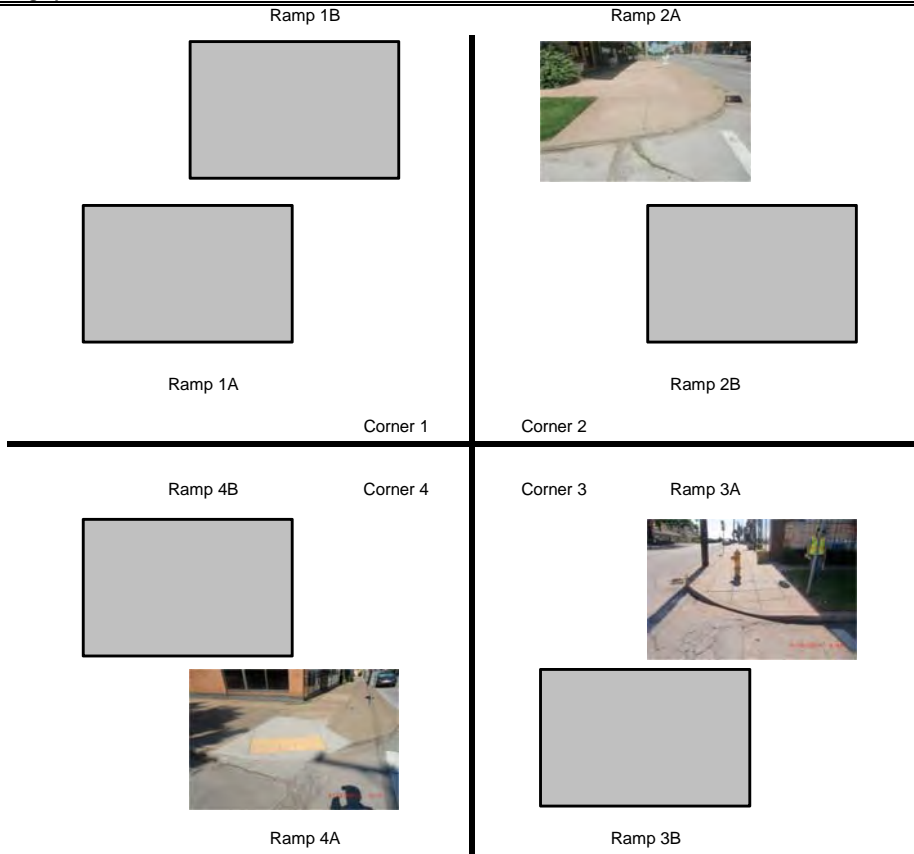 Ramp 1B Ramp 2A
Ramp 1A Ramp 2B
Corner 1 Corner 2
Ramp 4B Corner 4 Corner 3 Ramp 3A
Ramp 4A Ramp 3B